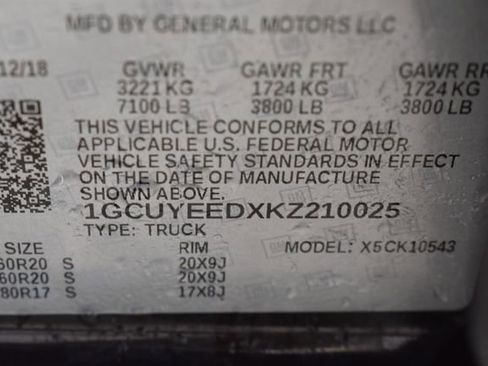 MFD BY GENERAL MOTORS LLC
12/18 GVWR GAWR FRT GAWR RR
3221 KG 1724 KG 1724 KG
7100 LB 3800 LB 3800 LB
THIS VEHICLE CONFORMS TO ALL
APPLICABLE U.S. FEDERAL MOTOR
VEHICLE SAFETY STANDARDS IN EFFECT
ON THE DATE OF MANUFACTURE
SHOWN ABOVE.
1GCUYEEDXKZ210025
TYPE: TRUCK MODEL: X5CK10543
SIZE RIM
60R20 S 20X9J
60R20 S 20X9J
80R17 S 17X8J